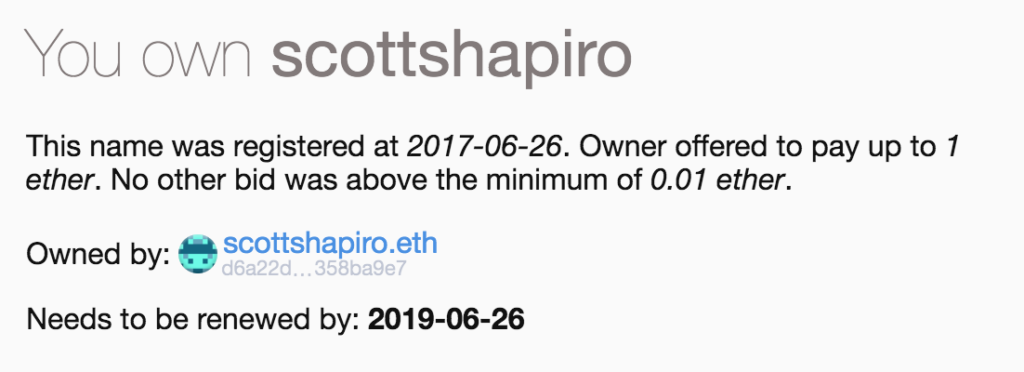 You own scottshapiro
This name was registered at 2017-06-26. Owner offered to pay up to 1
ether. No other bid was above the minimum of 0.01 ether.
Owned by: scottshapiro.eth
d6a22d...358ba9e7
Needs to be renewed by: 2019-06-26